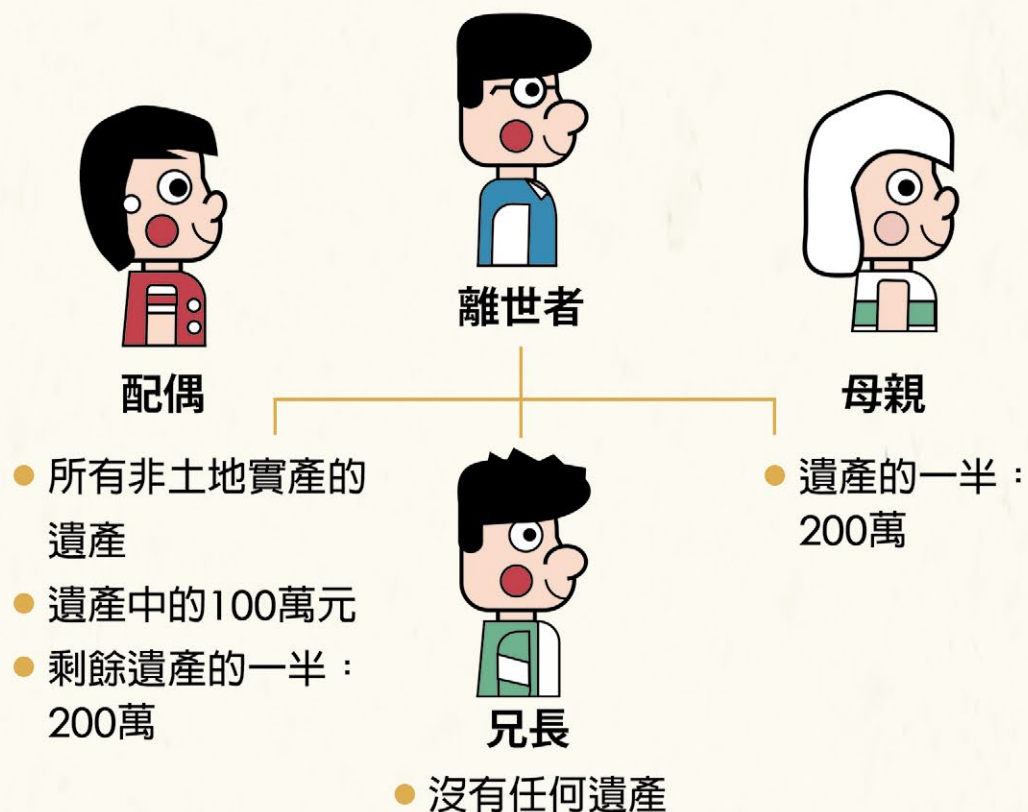 離世者
配偶
所有非土地實產的
遺產
遺產中的100萬元
剩餘遺產的一半：
200萬
母親
遺產的一半：
200萬
兄長
沒有任何遺產